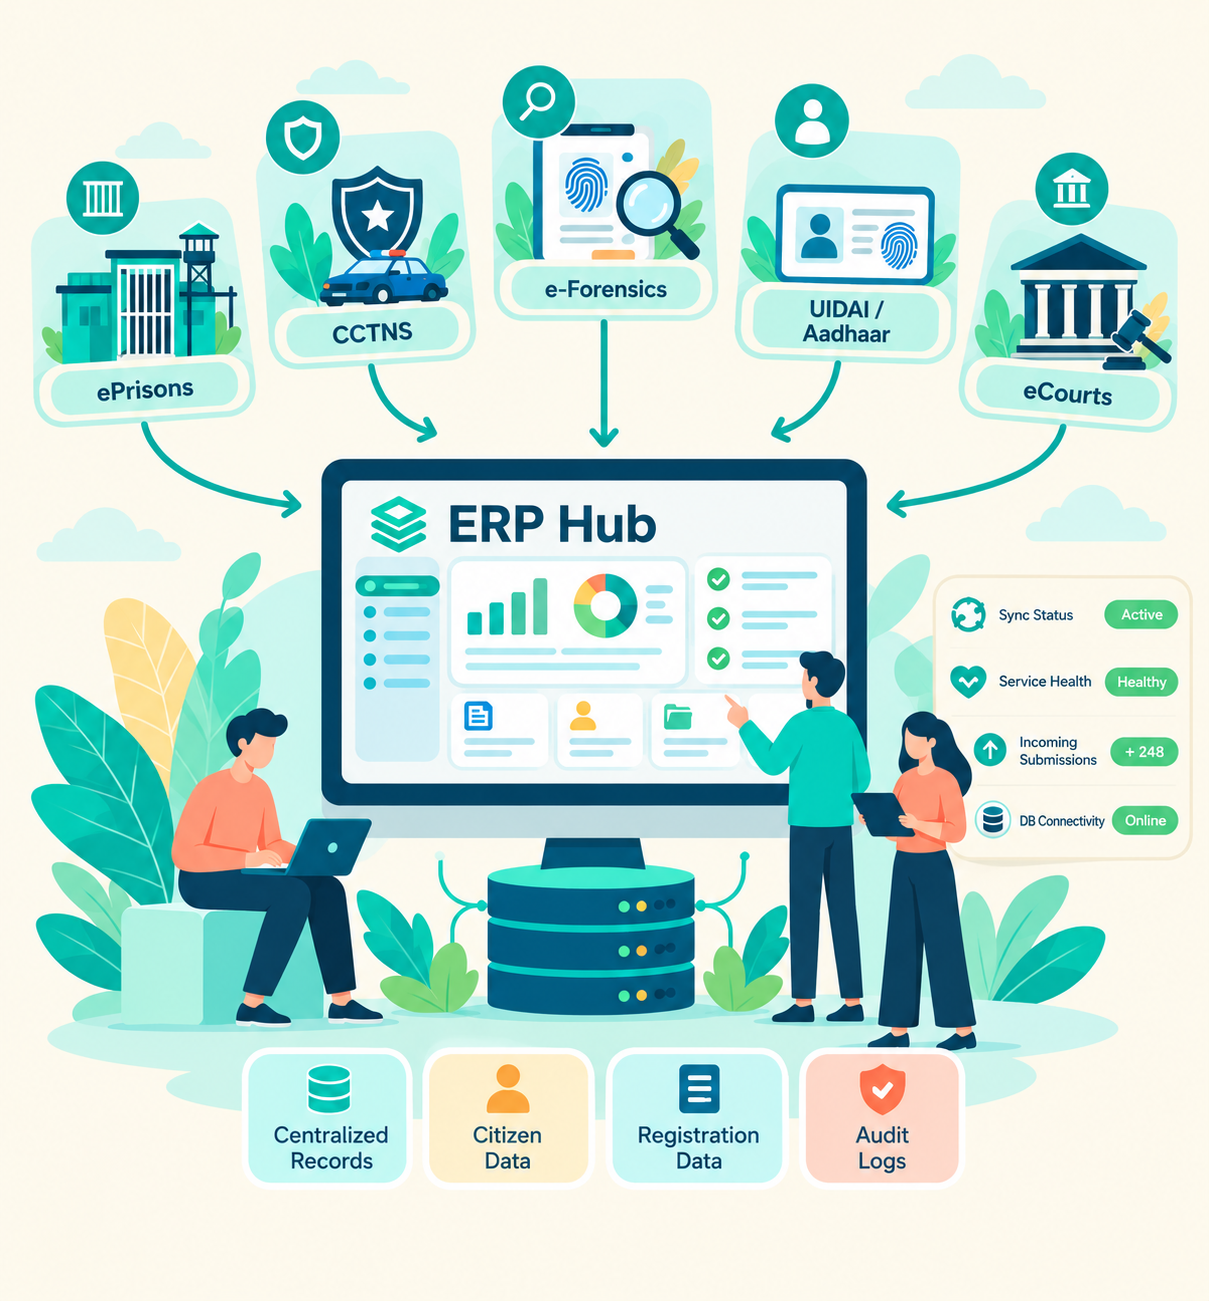 ePrisons
CCTNS
e-Forensics
UIDAI /
Aadhaar
eCourts
ERP Hub
Sync Status
Active
Service Health
Healthy
Incoming
Submissions
+ 248
DB Connectivity
Online
Centralized
Records
Citizen
Data
Registration
Data
Audit
Logs